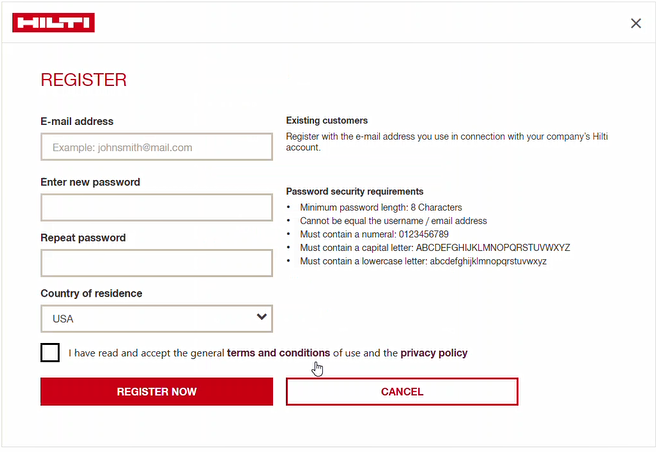 HILTI
REGISTER
E-mail address
Example: johnsmith@mail.com
Existing customers
Register with the e-mail address you use in connection with your company's Hilti
account.
Enter new password
Repeat password
Password security requirements
• Minimum password length: 8 Characters
• Cannot be equal the username / email address
• Must contain a numeral: 0123456789
• Must contain a capital letter: ABCDEFGHIJKLMNOPQRSTUVWXYZ
• Must contain a lowercase letter: abcdefghijklmnopqrstuvwxyz
Country of residence
USA
I have read and accept the general terms and conditions of use and the privacy policy
REGISTER NOW
CANCEL